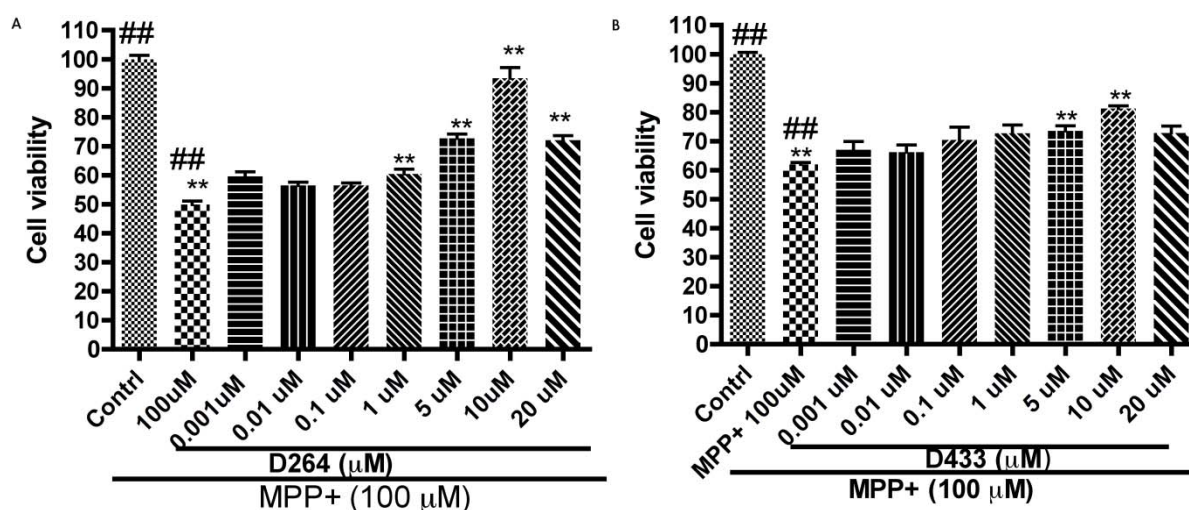 A
Cell viability
110
100
90
80
70
60
50
40
30
20
10
0
##
##
**
**
**
**
**
Contrl
100uM
0.001uM
0.01 uM
0.1 uM
1 uM
5 uM
10uM
20 uM
D264 (μM)
MPP+ (100 μM)
B
Cell viability
110
100
90
80
70
60
50
40
30
20
10
0
##
##
**
**
**
Contrl
MPP+ 100uM
0.001 uM
0.01 uM
0.1 uM
1 uM
5 uM
10 uM
20 uM
D433 (μM)
MPP+ (100 μM)